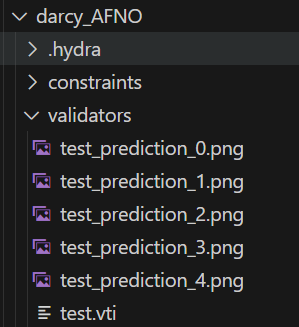 darcy_AFNO
.hydra
constraints
validators
test_prediction_0.png
test_prediction_1.png
test_prediction_2.png
test_prediction_3.png
test_prediction_4.png
test.vti